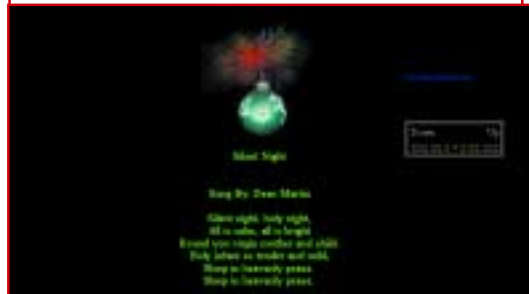 Silent Night
Sung By: Dean Martin
Silent night, holy night,
All is calm, all is bright
Round yon virgin mother and child
Holy infant so tender and mild,
Sleep in heavenly peace.
Sleep in heavenly peace.